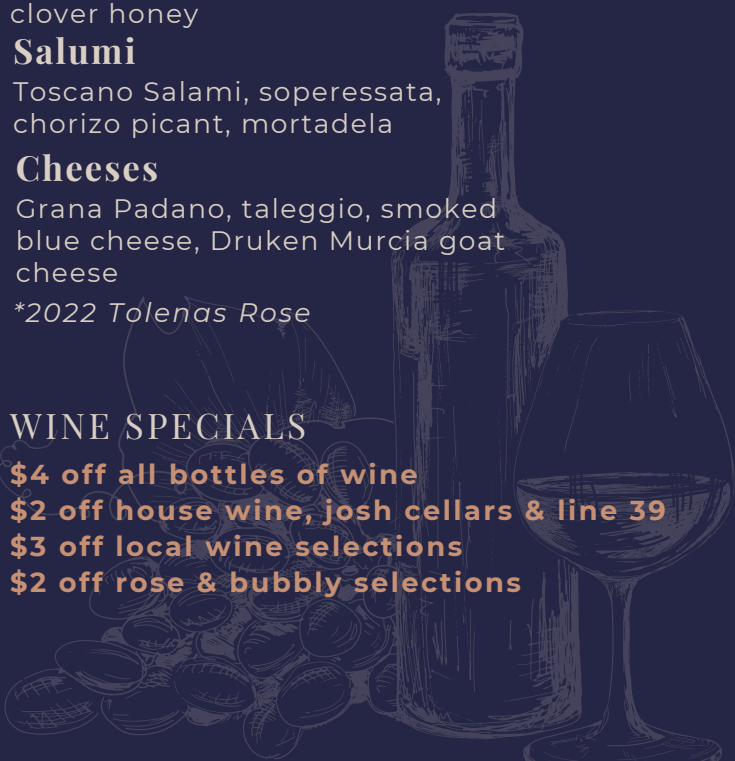 clover honey
Salumi
Toscano Salami, soperessata,
chorizo picant, mortadela
Cheeses
Grana Padano, taleggio, smoked
blue cheese, Druken Murcia goat
cheese
*2022 Tolenas Rose
WINE SPECIALS
$4 off all bottles of wine
$2 off house wine, josh cellars & line 39
$3 off local wine selections
$2 off rose & bubbly selections